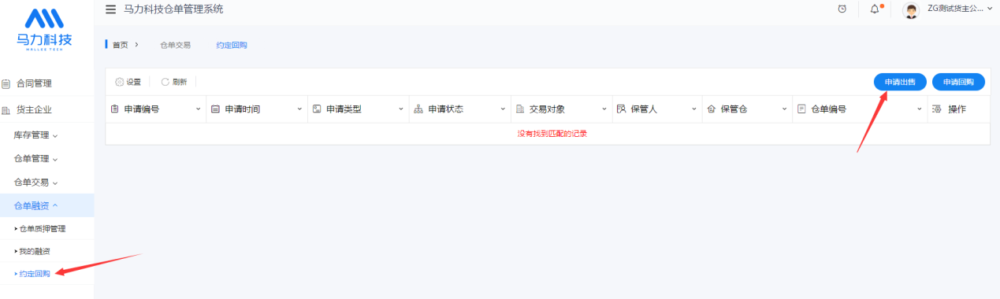 马力科技
MALLEE TECH
马力科技仓单管理系统
ZG测试货主公...
首页 > 仓单交易 约定回购
合同管理
货主企业
库存管理
仓单管理
仓单交易
仓单融资
仓单质押管理
我的融资
约定回购
设置 刷新 申请出售 申请回购
申请编号 申请时间 申请类型 申请状态 交易对象 保管人 保管仓 仓单编号 操作
没有找到匹配的记录